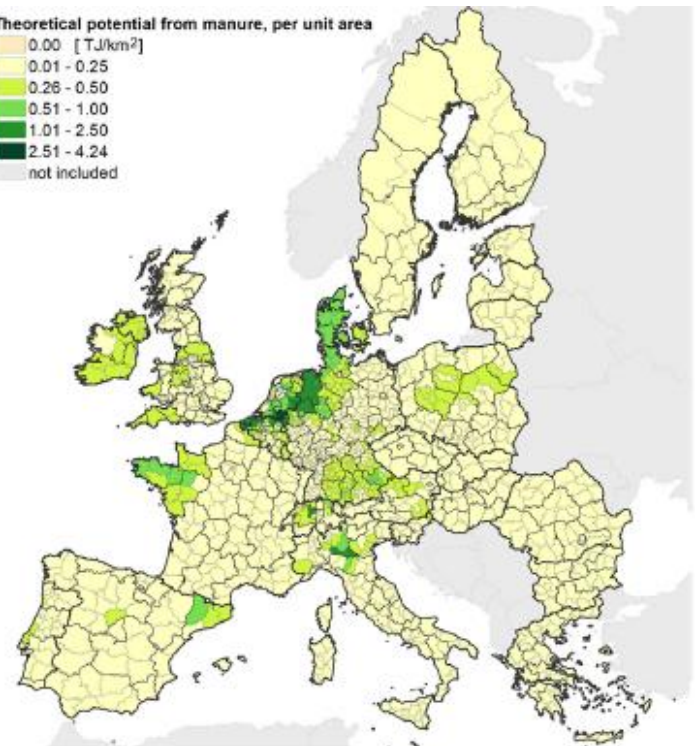 Theoretical potential from manure, per unit area
0.00 [TJ/km²]
0.01 - 0.25
0.26 - 0.50
0.51 - 1.00
1.01 - 2.50
2.51 - 4.24
not included